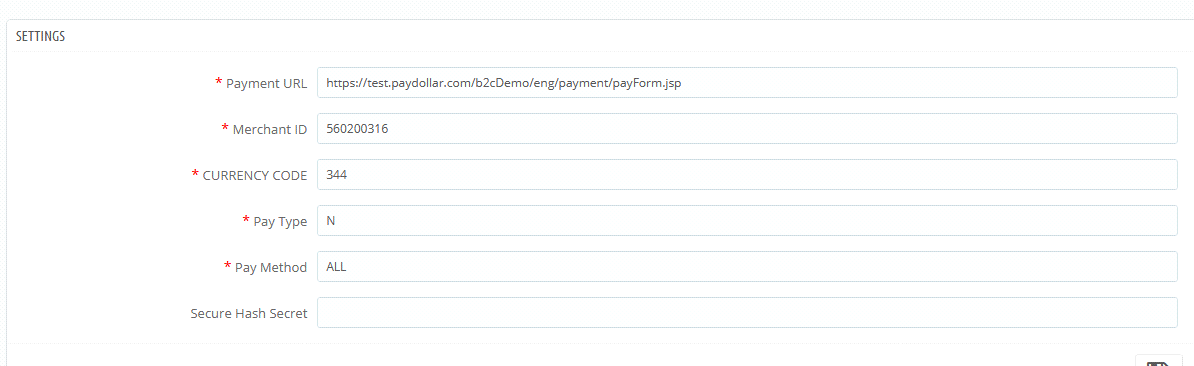 SETTINGS
* Payment URL https://test.paydollar.com/b2cDemo/eng/payment/payForm.jsp
* Merchant ID 560200316
* CURRENCY CODE 344
* Pay Type N
* Pay Method ALL
Secure Hash Secret